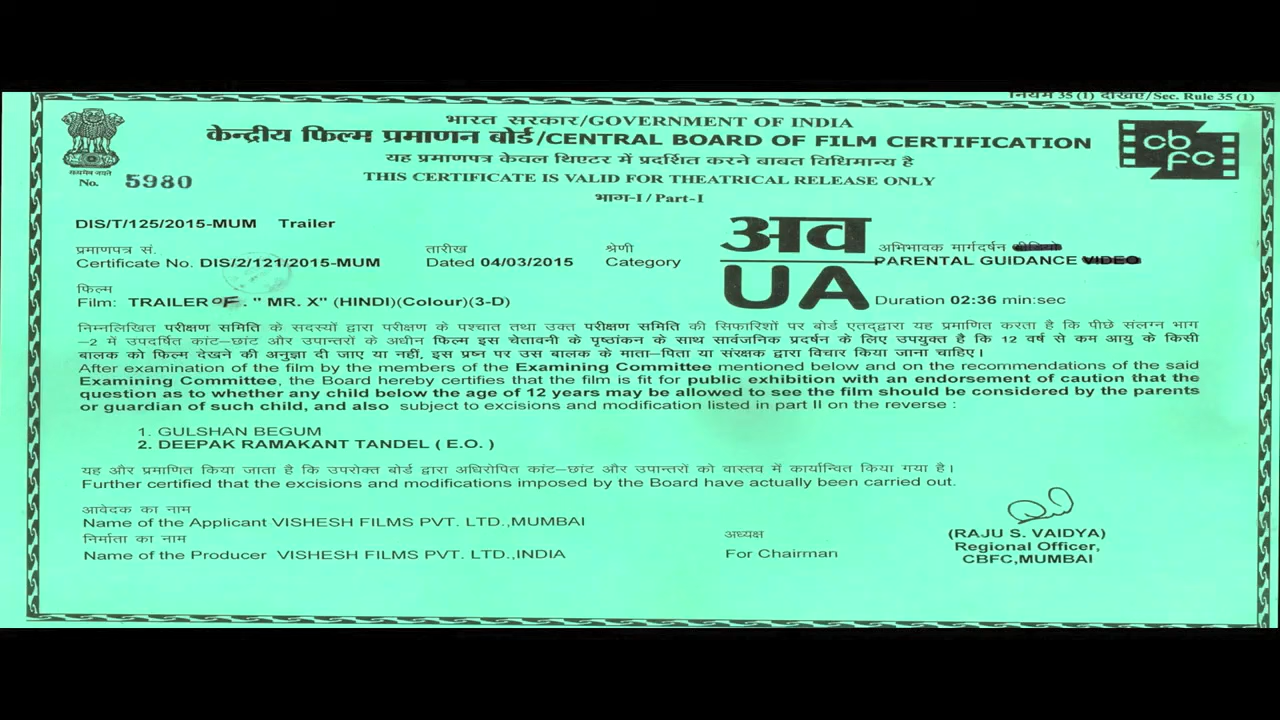 नियम 35 (1) देखिए/Sec. Rule 35 (1)
भारत सरकार/GOVERNMENT OF INDIA
केन्द्रीय फिल्म प्रमाणन बोर्ड/CENTRAL BOARD OF FILM CERTIFICATION
cb
fc
यह प्रमाणपत्र केवल थिएटर में प्रदर्शित करने बाबत विधिमान्य है
सत्यमेव जयते
No. 5980
THIS CERTIFICATE IS VALID FOR THEATRICAL RELEASE ONLY
भाग-I / Part-I
DIS/T/125/2015-MUM Trailer
प्रमाणपत्र सं. तारीख श्रेणी अव अभिभावक मार्गदर्शन वीडियो
Certificate No. DIS/2/121/2015-MUM Dated 04/03/2015 Category UA PARENTAL GUIDANCE VIDEO
फिल्म
Film: TRAILER OF . " MR. X" (HINDI)(Colour)(3-D) Duration 02:36 min:sec
निम्नलिखित परीक्षण समिति के सदस्यों द्वारा परीक्षण के पश्चात तथा उक्त परीक्षण समिति की सिफारिशों पर बोर्ड एतद्द्वारा यह प्रमाणित करता है कि पीछे संलग्न भाग
-2 में उपदर्षित कांट-छांट और उपान्तरों के अधीन फिल्म इस चेतावनी के पृष्ठांकन के साथ सार्वजनिक प्रदर्षन के लिए उपयुक्त है कि 12 वर्ष से कम आयु के किसी
बालक को फिल्म देखने की अनुज्ञा दी जाए या नहीं, इस प्रष्न पर उस बालक के माता-पिता या संरक्षक द्वारा विचार किया जाना चाहिए।
After examination of the film by the members of the Examining Committee mentioned below and on the recommendations of the said
Examining Committee, the Board hereby certifies that the film is fit for public exhibition with an endorsement of caution that the
question as to whether any child below the age of 12 years may be allowed to see the film should be considered by the parents
or guardian of such child, and also subject to excisions and modification listed in part II on the reverse :
1. GULSHAN BEGUM
2. DEEPAK RAMAKANT TANDEL ( E.O. )
यह और प्रमाणित किया जाता है कि उपरोक्त बोर्ड द्वारा अधिरोपित कांट-छांट और उपान्तरों को वास्तव में कार्यान्वित किया गया है।
Further certified that the excisions and modifications imposed by the Board have actually been carried out.
आवेदक का नाम
Name of the Applicant VISHESH FILMS PVT. LTD.,MUMBAI
निर्माता का नाम
Name of the Producer VISHESH FILMS PVT. LTD.,INDIA
अध्यक्ष
For Chairman
(RAJU S. VAIDYA)
Regional Officer,
CBFC,MUMBAI